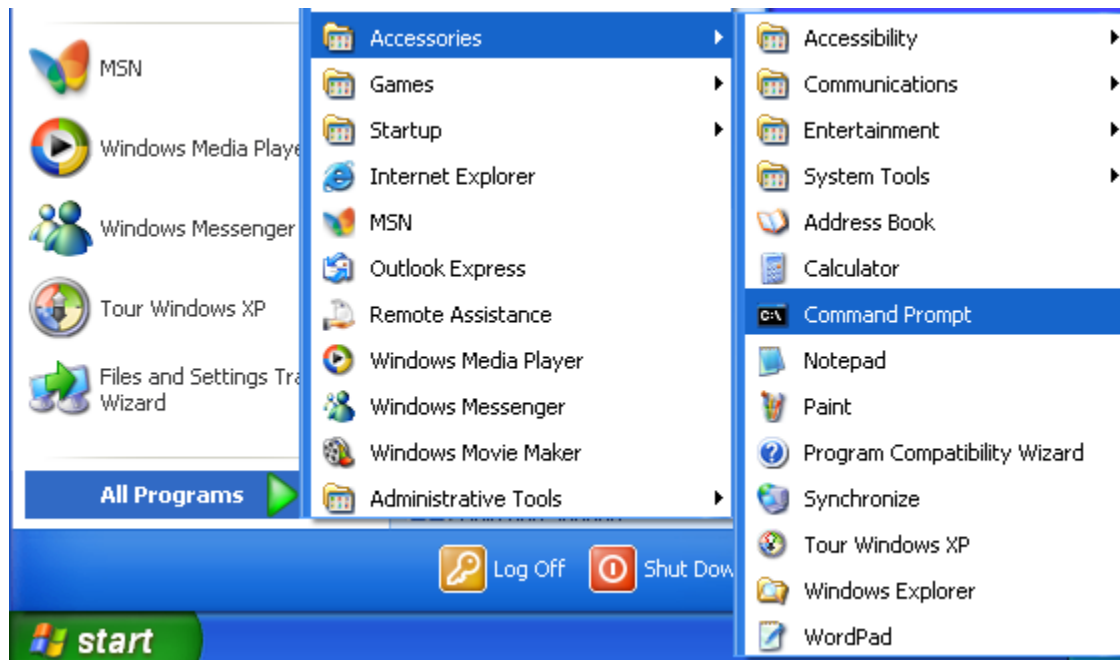 MSN
Windows Media Playe
Windows Messenger
Tour Windows XP
Files and Settings Tra
Wizard
All Programs
Accessories
Games
Startup
Internet Explorer
MSN
Outlook Express
Remote Assistance
Windows Media Player
Windows Messenger
Windows Movie Maker
Administrative Tools
Accessibility
Communications
Entertainment
System Tools
Address Book
Calculator
C:\
Command Prompt
Notepad
Paint
Program Compatibility Wizard
Synchronize
Tour Windows XP
Windows Explorer
WordPad
Log Off
Shut Dow
start